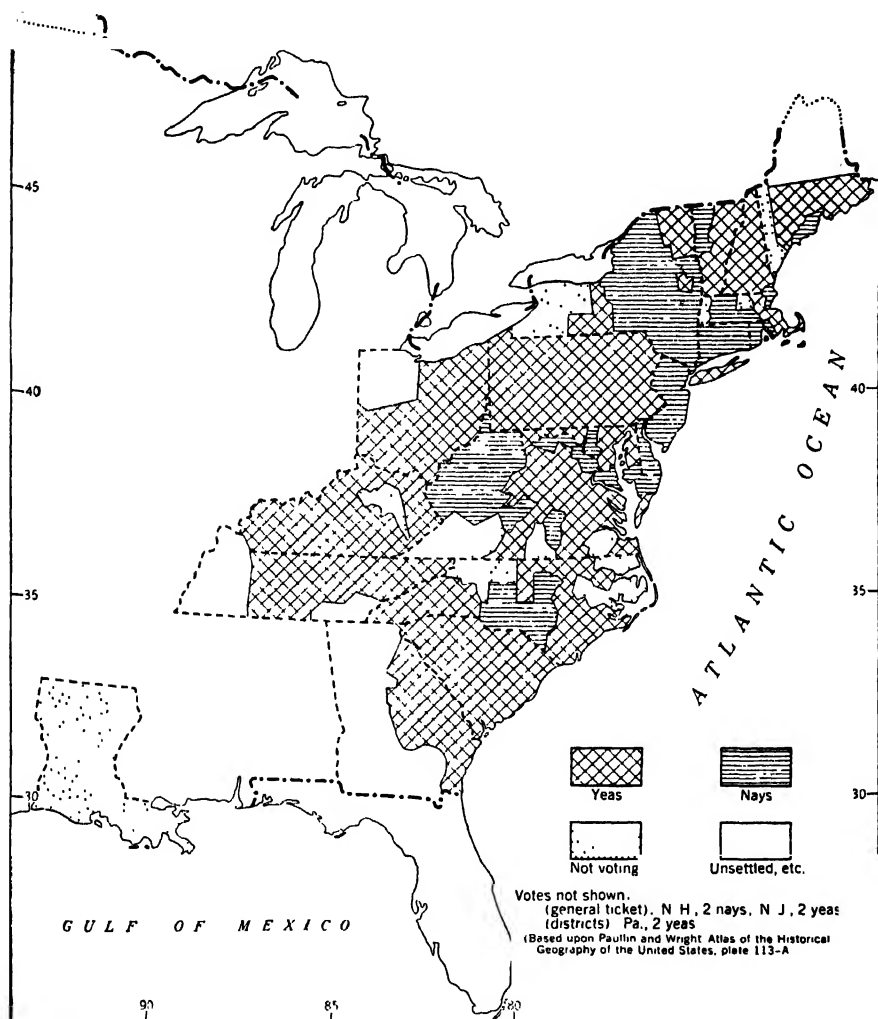 45
40
40
35
35
30
30
90
85
80
ATLANTIC OCEAN
GULF OF MEXICO
Yeas
Nays
Not voting
Unsettled, etc.
Votes not shown.
(general ticket). N H, 2 nays, N J, 2 yeas
(districts) Pa., 2 yeas
(Based upon Paullin and Wright Atlas of the Historical
Geography of the United States, plate 113-A